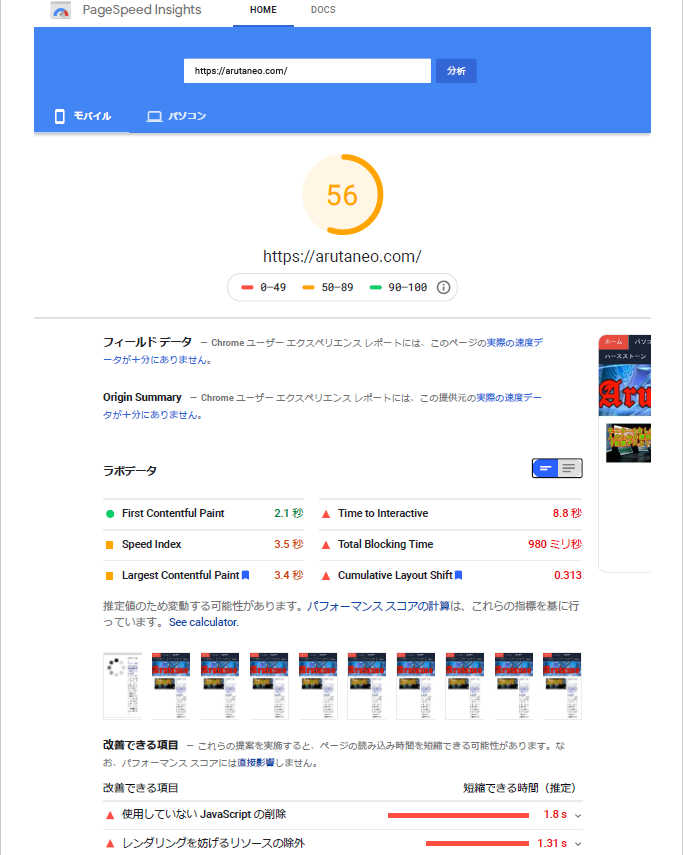 PageSpeed Insights
HOME
DOCS
https://arutaneo.com/
分析
モバイル
パソコン
56
https://arutaneo.com/
0–49
50–89
90–100
フィールド データ — Chrome ユーザー エクスペリエンス レポートには、このページの実際の速度デ
ータが十分にありません。
Origin Summary — Chrome ユーザー エクスペリエンス レポートには、この提供元の実際の速度デー
タが十分にありません。
ホーム
パソコ
ハースストーン
Aru
ラボデータ
First Contentful Paint
2.1 秒
Time to Interactive
8.8 秒
Speed Index
3.5 秒
Total Blocking Time
980 ミリ秒
Largest Contentful Paint
3.4 秒
Cumulative Layout Shift
0.313
推定値のため変動する可能性があります。パフォーマンス スコアの計算は、これらの指標を基に行
っています。See calculator.
改善できる項目 — これらの提案を実施すると、ページの読み込み時間を短縮できる可能性があります。な
お、パフォーマンス スコアには直接影響しません。
改善できる項目
短縮できる時間（推定）
使用していない JavaScript の削除
1.8 s
レンダリングを妨げるリソースの除外
1.31 s